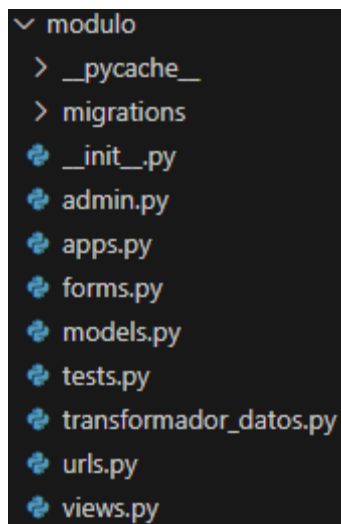 modulo
__pycache__
migrations
__init__.py
admin.py
apps.py
forms.py
models.py
tests.py
transformador_datos.py
urls.py
views.py